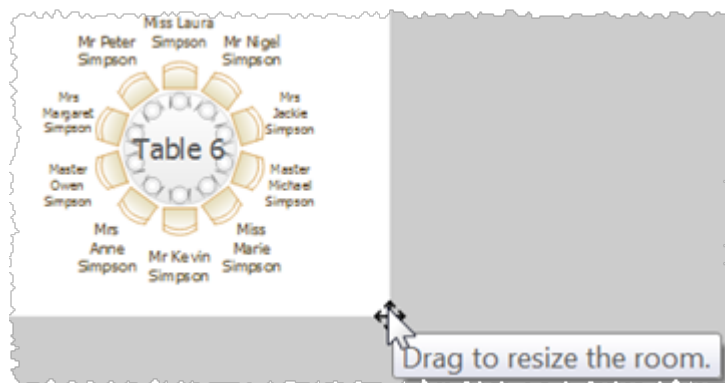 Miss Laura
Simpson
Mr Peter
Simpson
Mr Nigel
Simpson
Mrs
Margaret
Simpson
Mrs
Jackie
Simpson
Table 6
Master
Owen
Simpson
Master
Michael
Simpson
Mrs
Anne
Simpson
Mr Kevin
Simpson
Miss
Marie
Simpson
Drag to resize the room.